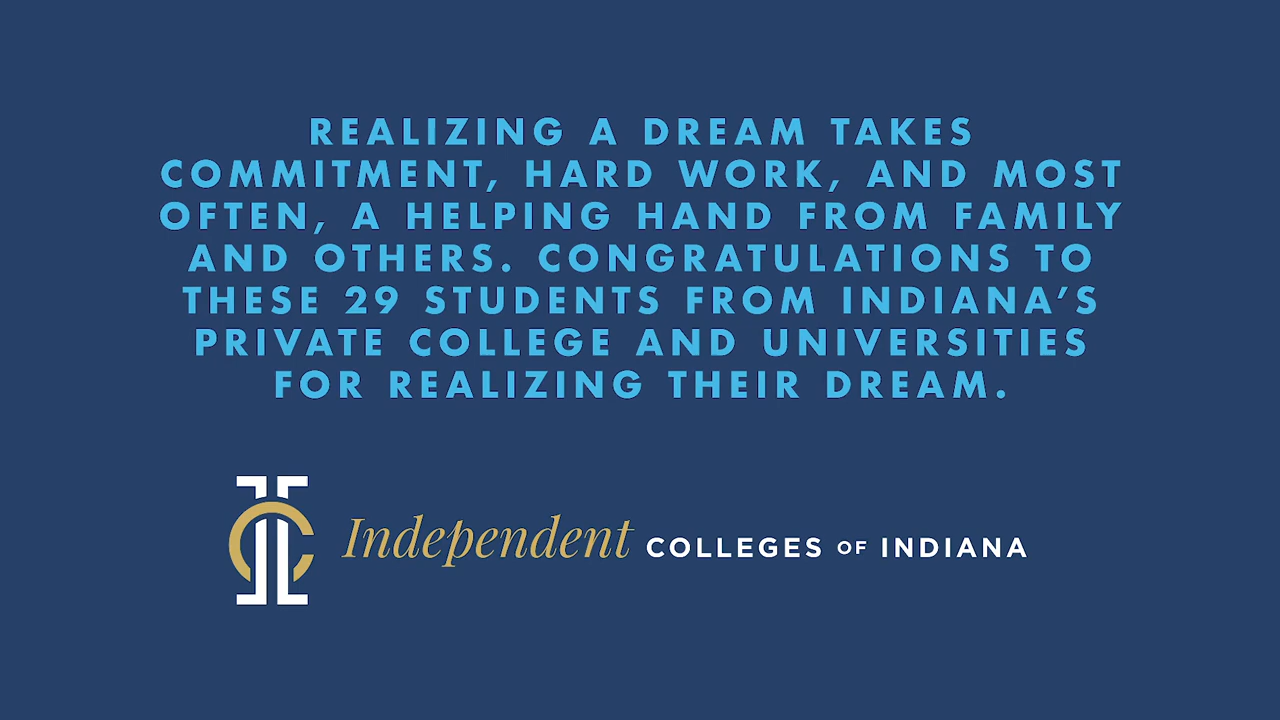 REALIZING A DREAM TAKES
COMMITMENT, HARD WORK, AND MOST
OFTEN, A HELPING HAND FROM FAMILY
AND OTHERS. CONGRATULATIONS TO
THESE 29 STUDENTS FROM INDIANA’S
PRIVATE COLLEGE AND UNIVERSITIES
FOR REALIZING THEIR DREAM.
Independent COLLEGES OF INDIANA